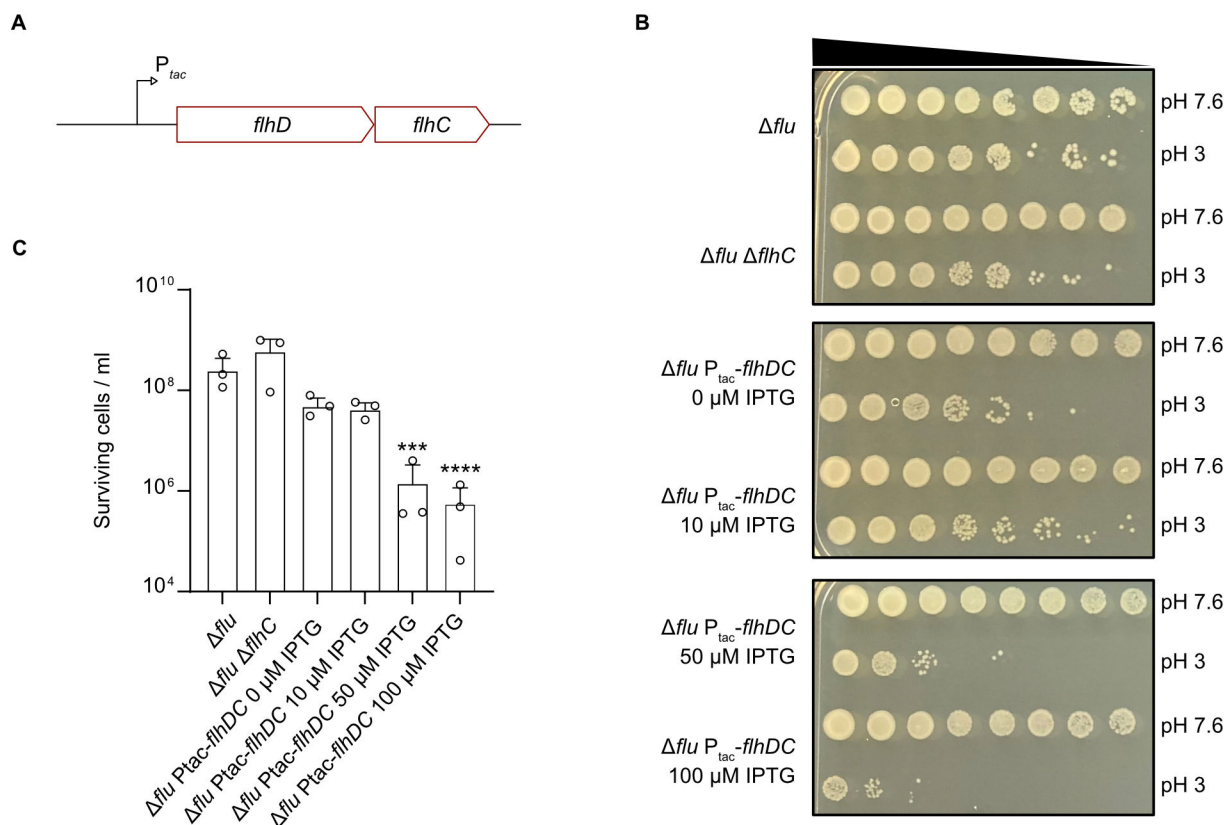 A
P tac
flhD
flhC
B
Δflu
pH 7.6
pH 3
Δflu ΔflhC
pH 7.6
pH 3
Δflu Ptac-flhDC
0 µM IPTG
pH 7.6
pH 3
Δflu Ptac-flhDC
10 µM IPTG
pH 7.6
pH 3
Δflu Ptac-flhDC
50 µM IPTG
pH 7.6
pH 3
Δflu Ptac-flhDC
100 µM IPTG
pH 7.6
pH 3
C
Surviving cells / ml
10^10
10^8
10^6
10^4
***
****
Δflu
Δflu ΔflhC
Δflu Ptac-flhDC 0 µM IPTG
Δflu Ptac-flhDC 10 µM IPTG
Δflu Ptac-flhDC 50 µM IPTG
Δflu Ptac-flhDC 100 µM IPTG